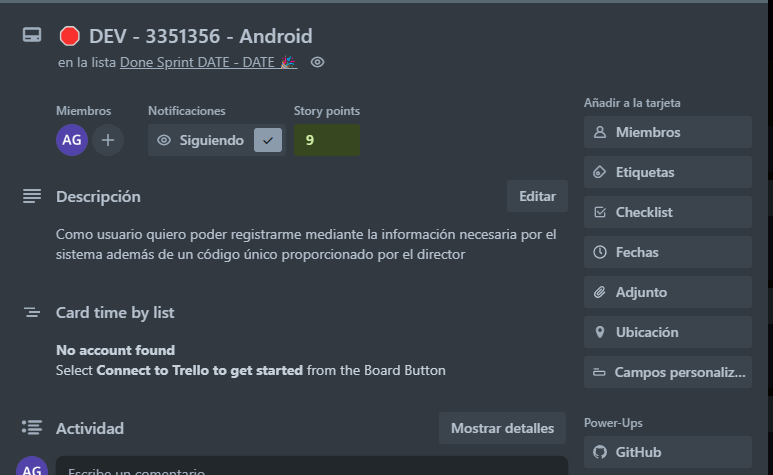 DEV - 3351356 - Android
en la lista Done Sprint DATE - DATE 🎉
Miembros
Notificaciones
Story points
AG
Siguiendo
9
Descripción
Editar
Como usuario quiero poder registrarme mediante la información necesaria por el
sistema además de un código único proporcionado por el director
Card time by list
No account found
Select Connect to Trello to get started from the Board Button
Actividad
Mostrar detalles
AG
Escribe un comentario
Añadir a la tarjeta
Miembros
Etiquetas
Checklist
Fechas
Adjunto
Ubicación
Campos personaliz...
Power-Ups
GitHub